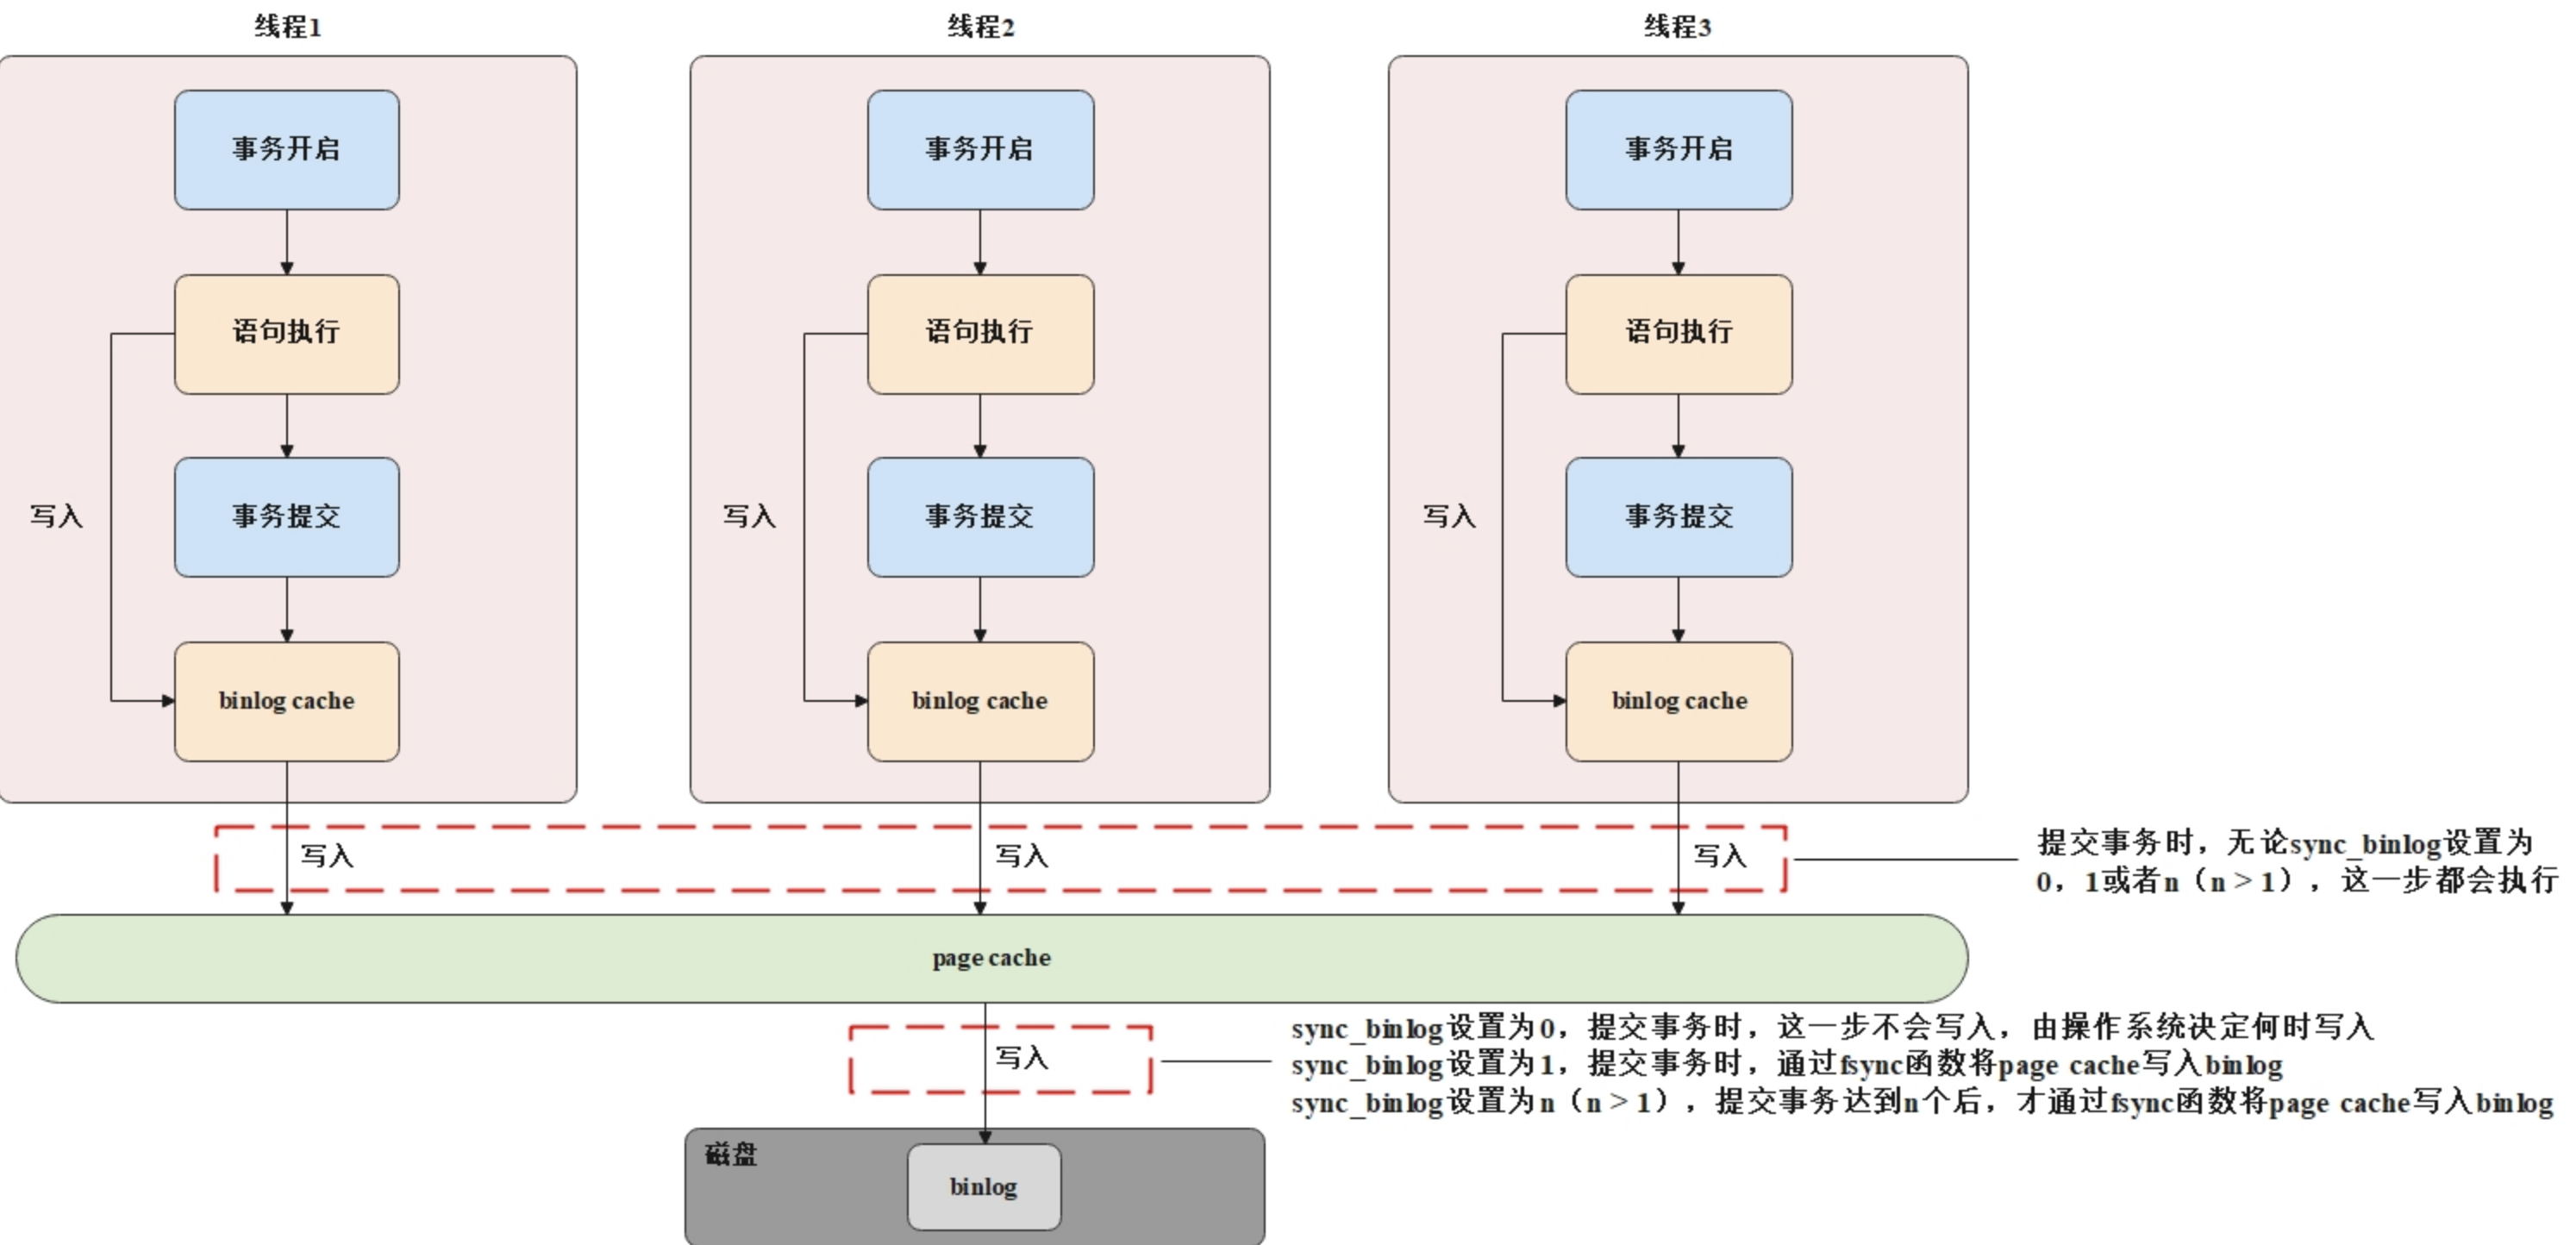 线程1
线程2
线程3
事务开启
事务开启
事务开启
语句执行
语句执行
语句执行
写入
事务提交
写入
事务提交
写入
事务提交
binlog cache
binlog cache
binlog cache
写入
写入
写入
提交事务时，无论sync_binlog设置为
0，1或者n（n > 1），这一步都会执行
page cache
sync_binlog设置为0，提交事务时，这一步不会写入，由操作系统决定何时写入
写入
sync_binlog设置为1，提交事务时，通过fsync函数将page cache写入binlog
sync_binlog设置为n（n > 1），提交事务达到n个后，才通过fsync函数将page cache写入binlog
磁盘
binlog